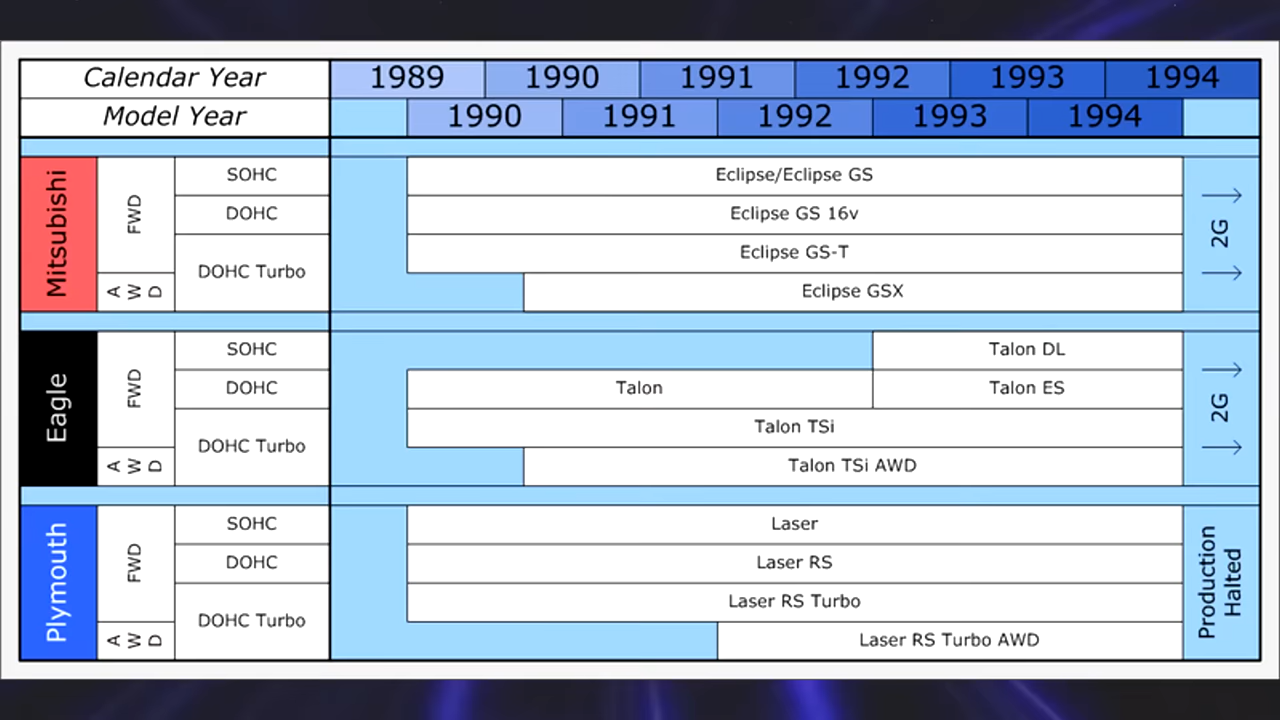 Calendar Year 1989 1990 1991 1992 1993 1994
Model Year 1990 1991 1992 1993 1994
Mitsubishi
FWD
SOHC Eclipse/Eclipse GS
DOHC Eclipse GS 16v
DOHC Turbo
Eclipse GS-T
AWD
Eclipse GSX
2G
Eagle
FWD
SOHC Talon DL
DOHC Talon Talon ES
DOHC Turbo
Talon TSi
AWD
Talon TSi AWD
2G
Plymouth
FWD
SOHC Laser
DOHC Laser RS
DOHC Turbo
Laser RS Turbo
AWD
Laser RS Turbo AWD
Production
Halted